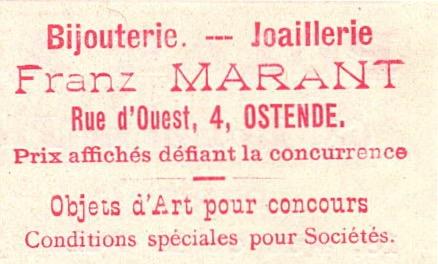 Bijouterie. --- Joaillerie
Franz MARANT
Rue d'Ouest, 4, OSTENDE.
Prix affichés défiant la concurrence
Objets d'Art pour concours
Conditions spéciales pour Sociétés.